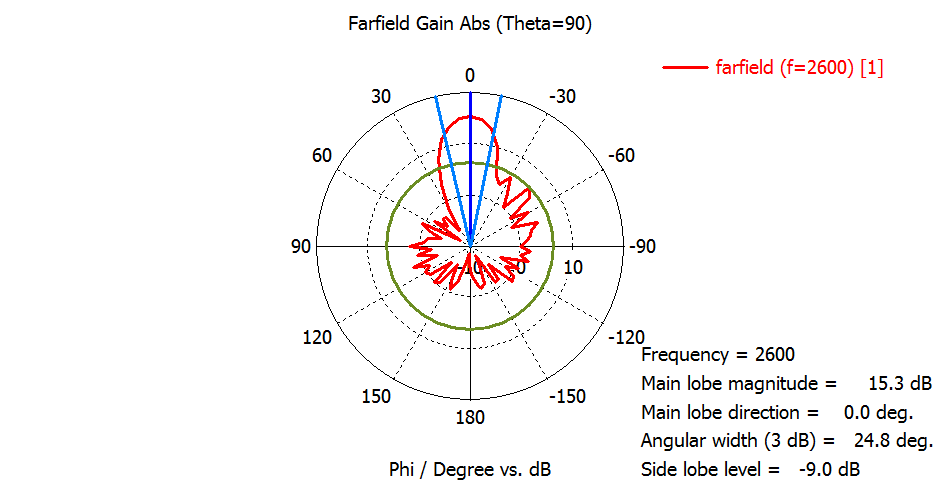 Farfield Gain Abs (Theta=90)
farfield (f=2600) [1]
0
30
-30
60
-60
90
-10
0
10
-90
120
-120
150
-150
180
Frequency = 2600
Main lobe magnitude = 15.3 dB
Main lobe direction = 0.0 deg.
Angular width (3 dB) = 24.8 deg.
Phi / Degree vs. dB
Side lobe level = -9.0 dB